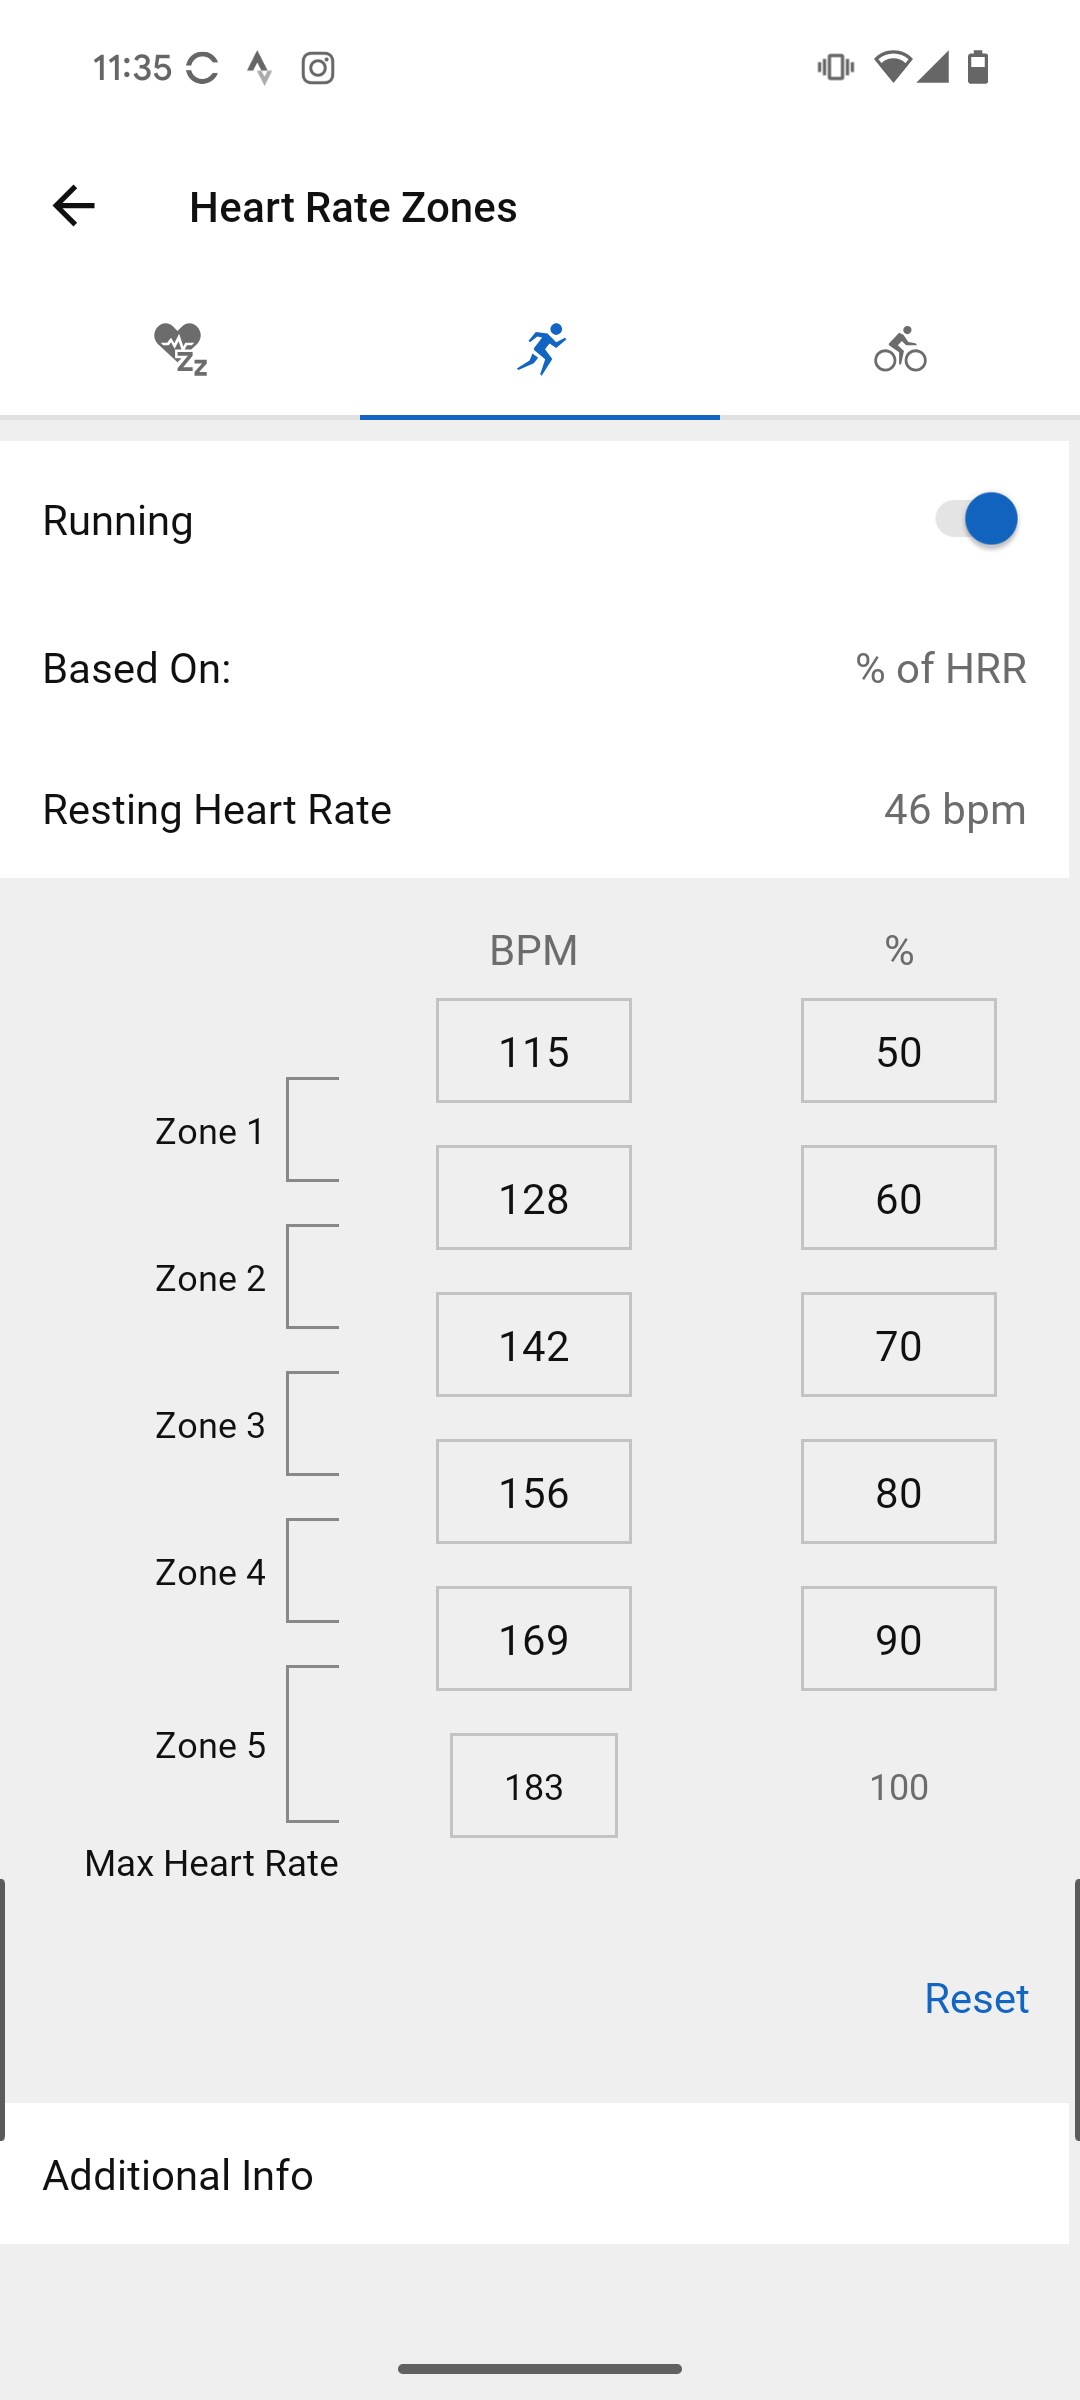 11:35
Heart Rate Zones
Running
Based On: % of HRR
Resting Heart Rate 46 bpm
BPM %
115 50
Zone 1
128 60
Zone 2
142 70
Zone 3
156 80
Zone 4
169 90
Zone 5
183 100
Max Heart Rate
Reset
Additional Info